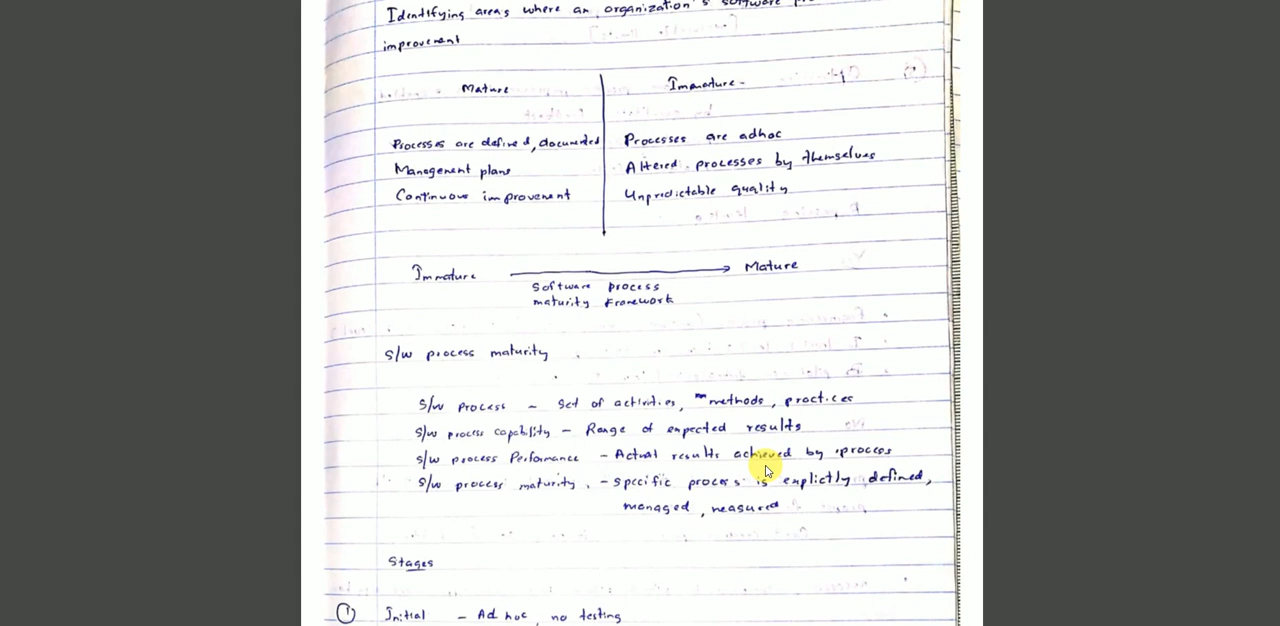 Identifying areas where an organization's software
improvement
Mature
Immature -
Processes are defined, documented
Processes are adhoc
Management plans
Altered processes by themselves
Continuous improvement
Unpredictable quality
Immature
Mature
Software process
maturity framework
S/W process maturity
S/W process - Set of activities, methods, practices
S/W process capability - Range of expected results
S/W process Performance - Actual results achieved by process
S/W process maturity. - Specific process is explictly defined,
managed, measured
Stages
① Initial - Ad hoc, no testing